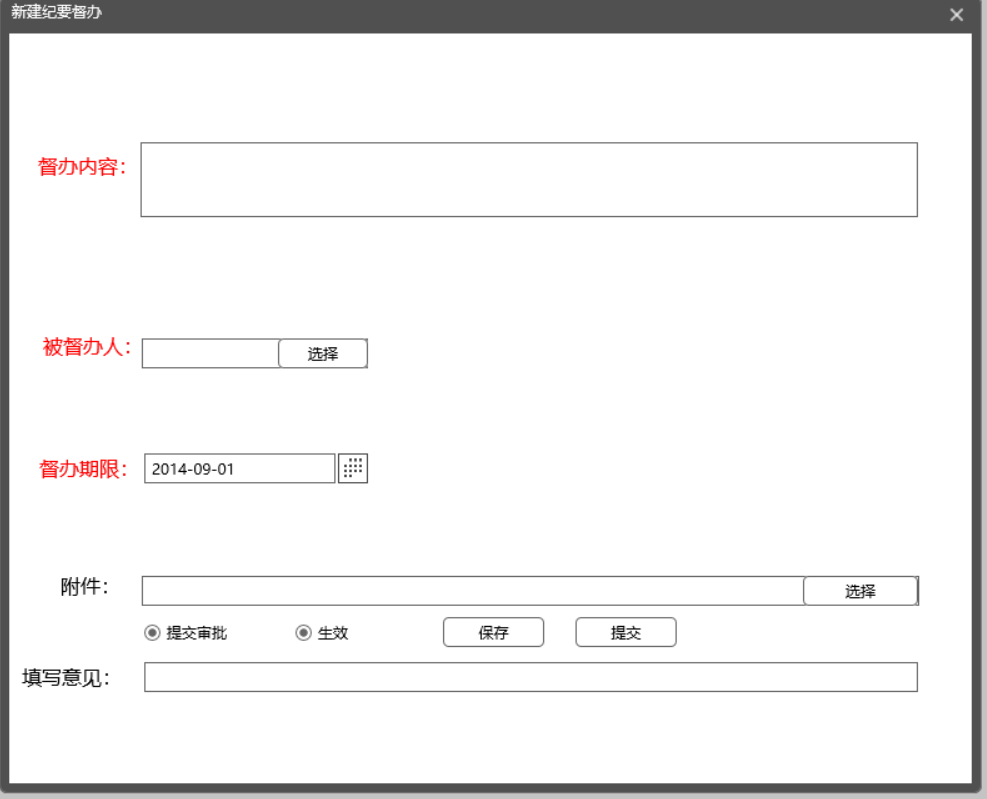 新建纪要督办
督办内容：
被督办人： 选择
督办期限： 2014-09-01
附件： 选择
提交审批 生效 保存 提交
填写意见：